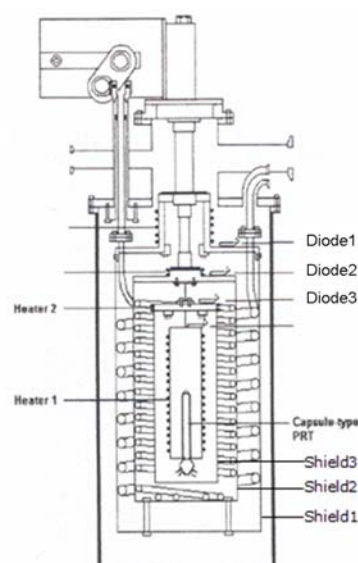 Diode1
Diode2
Heater 2
Diode3
Heater 1
Capsule-type
PRT
Shield3
Shield2
Shield1